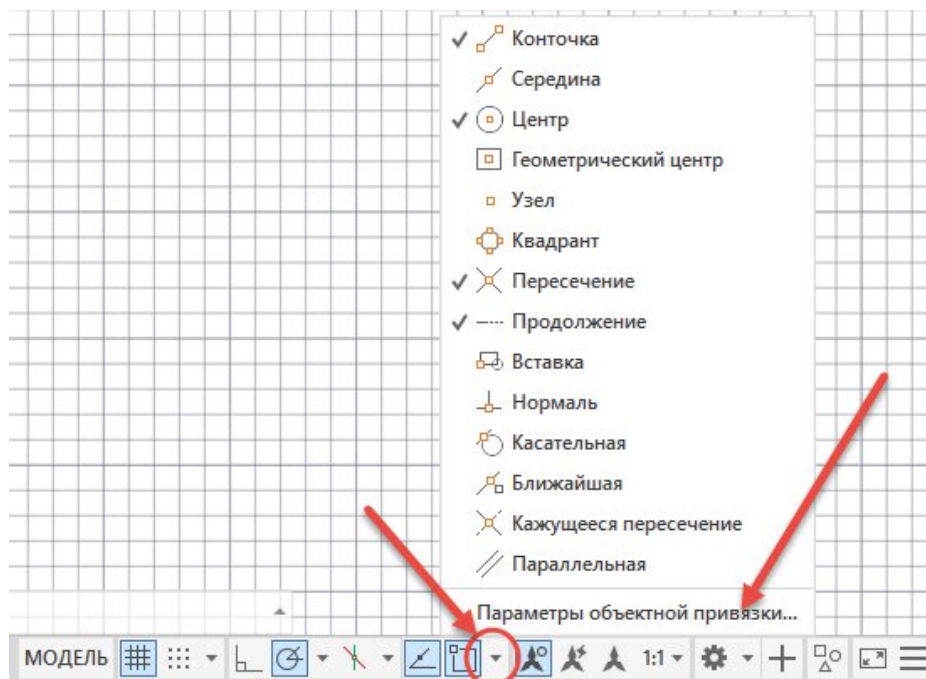 Конточка
Середина
Центр
Геометрический центр
Узел
Квадрант
Пересечение
Продолжение
Вставка
Нормаль
Касательная
Ближайшая
Кажущееся пересечение
Параллельная
Параметры объектной привязки...
МОДЕЛЬ 1:1